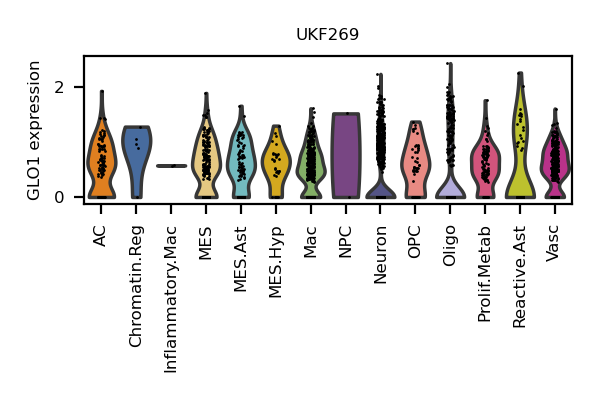 UKF269
GLO1 expression
2
0
AC
Chromatin.Reg
Inflammatory.Mac
MES
MES.Ast
MES.Hyp
Mac
NPC
Neuron
OPC
Oligo
Prolif.Metab
Reactive.Ast
Vasc